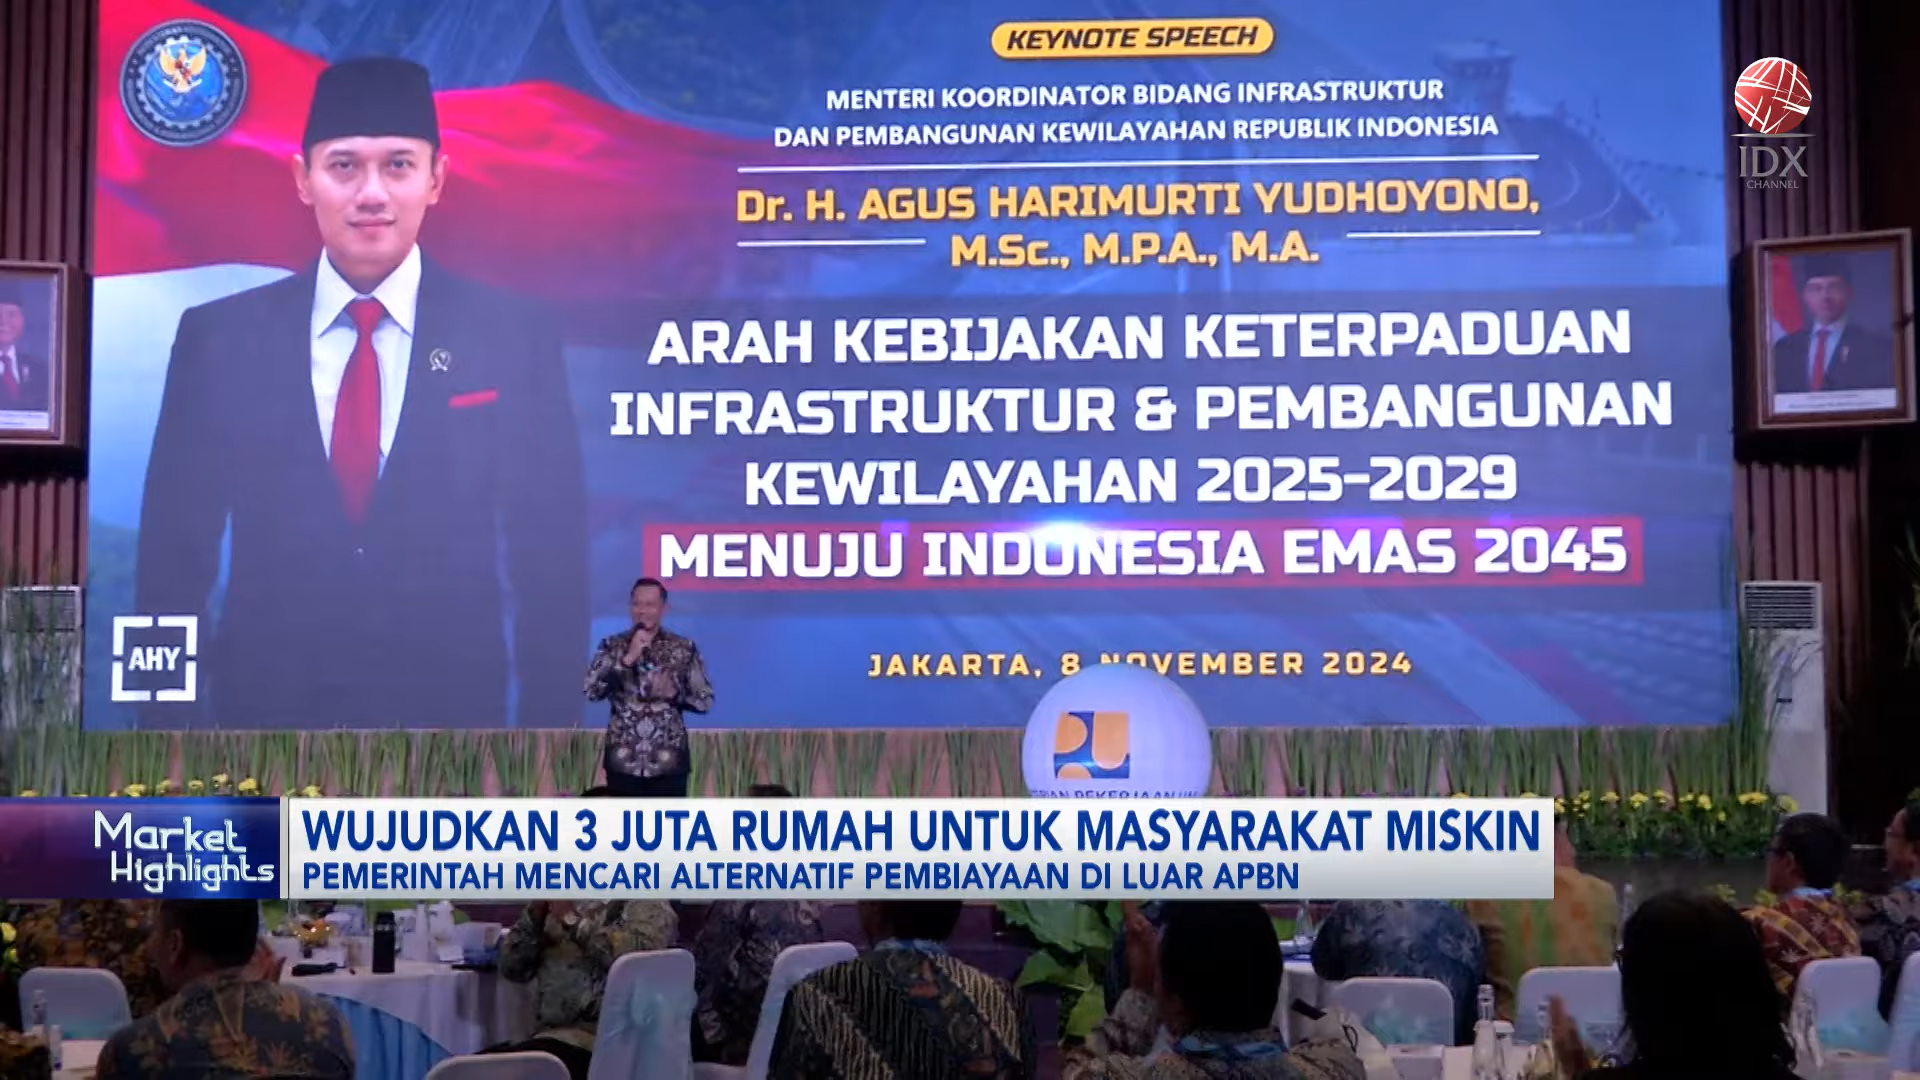 KEYNOTE SPEECH
MENTERI KOORDINATOR BIDANG INFRASTRUKTUR
DAN PEMBANGUNAN KEWILAYAHAN REPUBLIK INDONESIA
Dr. H. AGUS HARIMURTI YUDHOYONO,
M.Sc., M.P.A., M.A.
ARAH KEBIJAKAN KETERPADUAN
INFRASTRUKTUR & PEMBANGUNAN
KEWILAYAHAN 2025-2029
MENUJU INDONESIA EMAS 2045
JAKARTA, 8 NOVEMBER 2024
AHY
IDX
CHANNEL
Market
Highlights
WUJUDKAN 3 JUTA RUMAH UNTUK MASYARAKAT MISKIN
PEMERINTAH MENCARI ALTERNATIF PEMBIAYAAN DI LUAR APBN